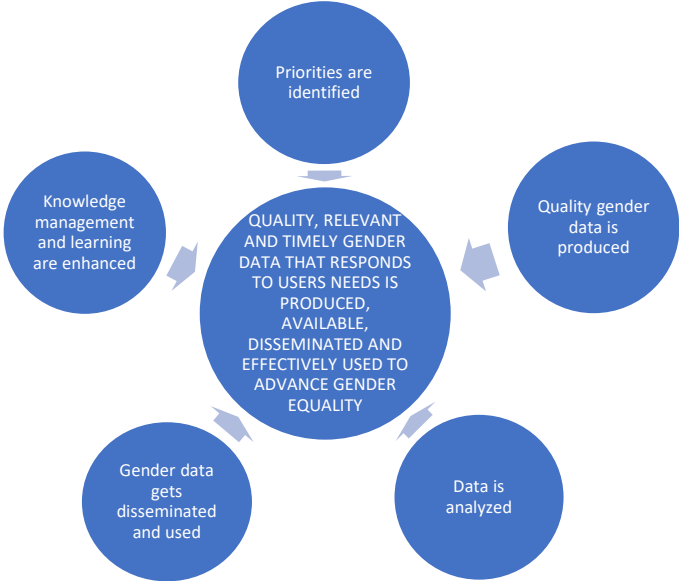 Priorities are
identified
Knowledge
management
and learning
are enhanced
Quality gender
data is
produced
QUALITY, RELEVANT
AND TIMELY GENDER
DATA THAT RESPONDS
TO USERS NEEDS IS
PRODUCED,
AVAILABLE,
DISSEMINATED AND
EFFECTIVELY USED TO
ADVANCE GENDER
EQUALITY
Gender data
gets
disseminated
and used
Data is
analyzed